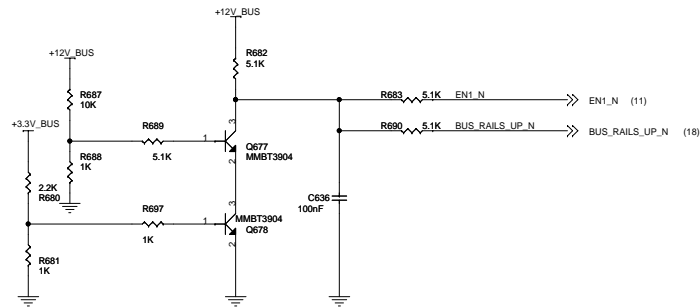 +12V_BUS
R682
5.1K
+12V_BUS
R687
10K
R683
5.1K
EN1_N
EN1_N (11)
+3.3V_BUS
R689
5.1K
R690
5.1K
BUS_RAILS_UP_N
BUS_RAILS_UP_N (18)
3
1
2
Q677
MMBT3904
R688
1K
2.2K
R680
C636
100nF
R697
1K
3
1
2
MMBT3904
Q678
R681
1K